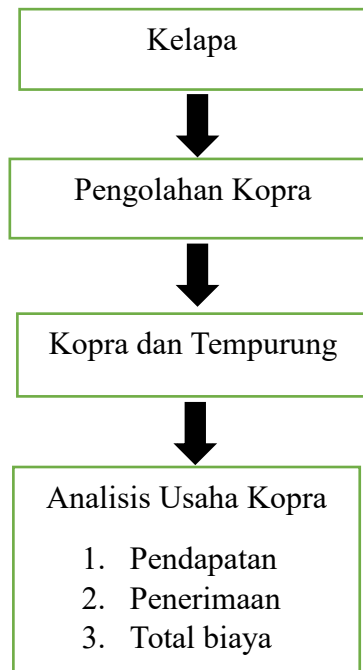 Kelapa
Pengolahan Kopra
Kopra dan Tempurung
Analisis Usaha Kopra
1. Pendapatan
2. Penerimaan
3. Total biaya